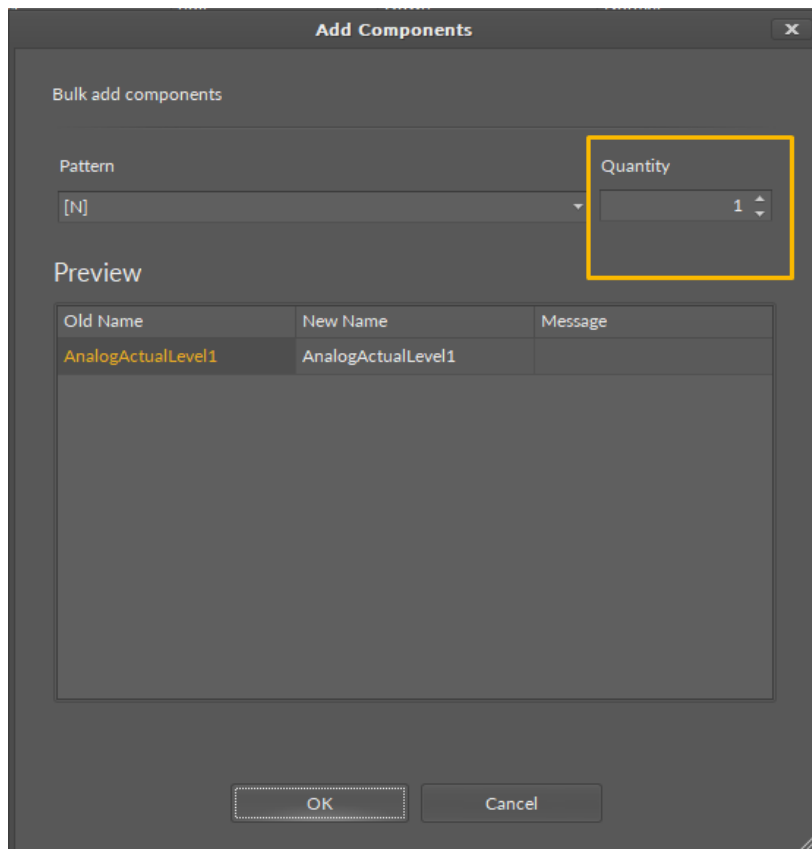 Add Components
Bulk add components
Pattern Quantity
[N] 1
Preview
Old Name New Name Message
AnalogActualLevel1 AnalogActualLevel1
OK Cancel